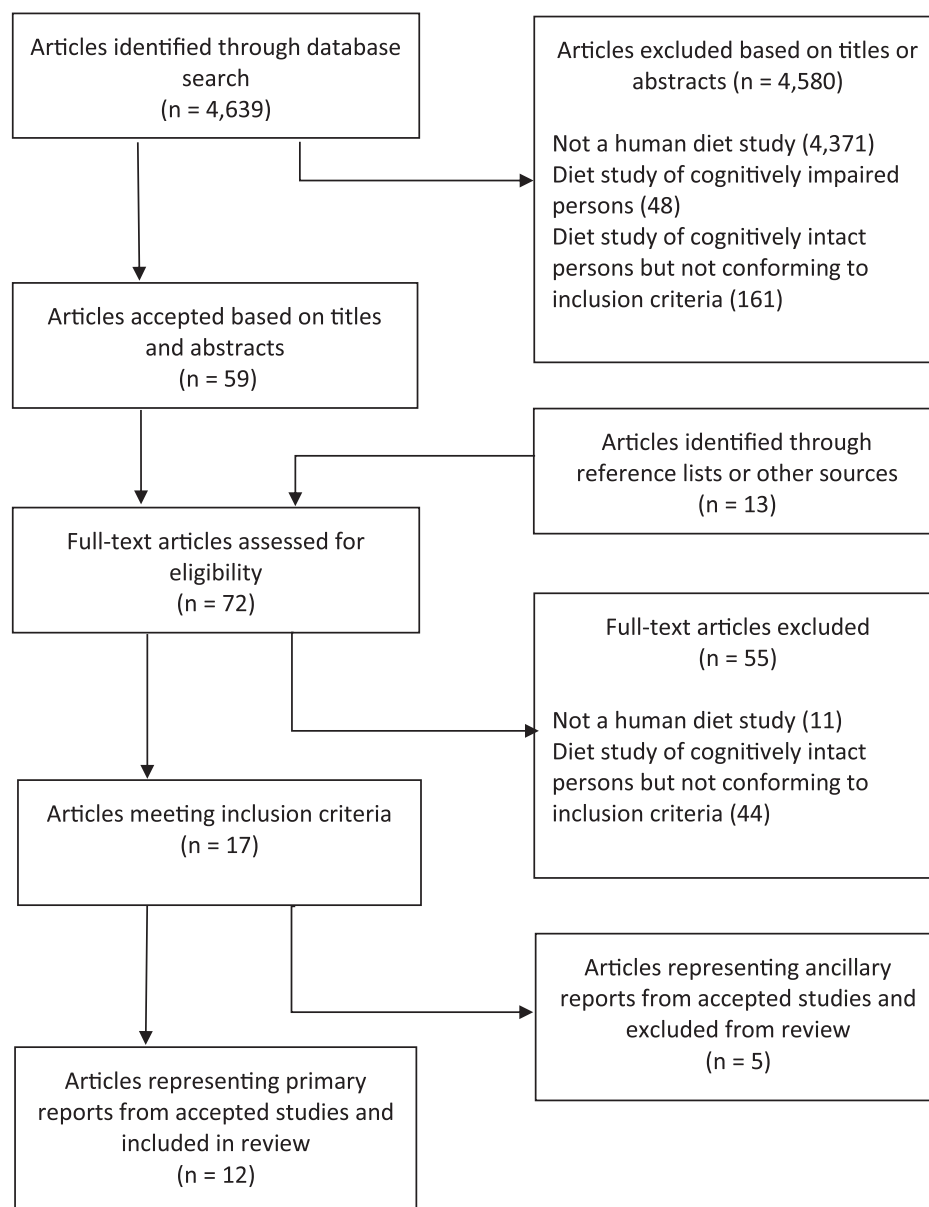 Articles identified through database
search
(n = 4,639)
Articles excluded based on titles or
abstracts (n = 4,580)
Not a human diet study (4,371)
Diet study of cognitively impaired
persons (48)
Diet study of cognitively intact
persons but not conforming to
inclusion criteria (161)
Articles accepted based on titles
and abstracts
(n = 59)
Articles identified through
reference lists or other sources
(n = 13)
Full-text articles assessed for
eligibility
(n = 72)
Full-text articles excluded
(n = 55)
Not a human diet study (11)
Diet study of cognitively intact
persons but not conforming to
inclusion criteria (44)
Articles meeting inclusion criteria
(n = 17)
Articles representing ancillary
reports from accepted studies and
excluded from review
(n = 5)
Articles representing primary
reports from accepted studies and
included in review
(n = 12)